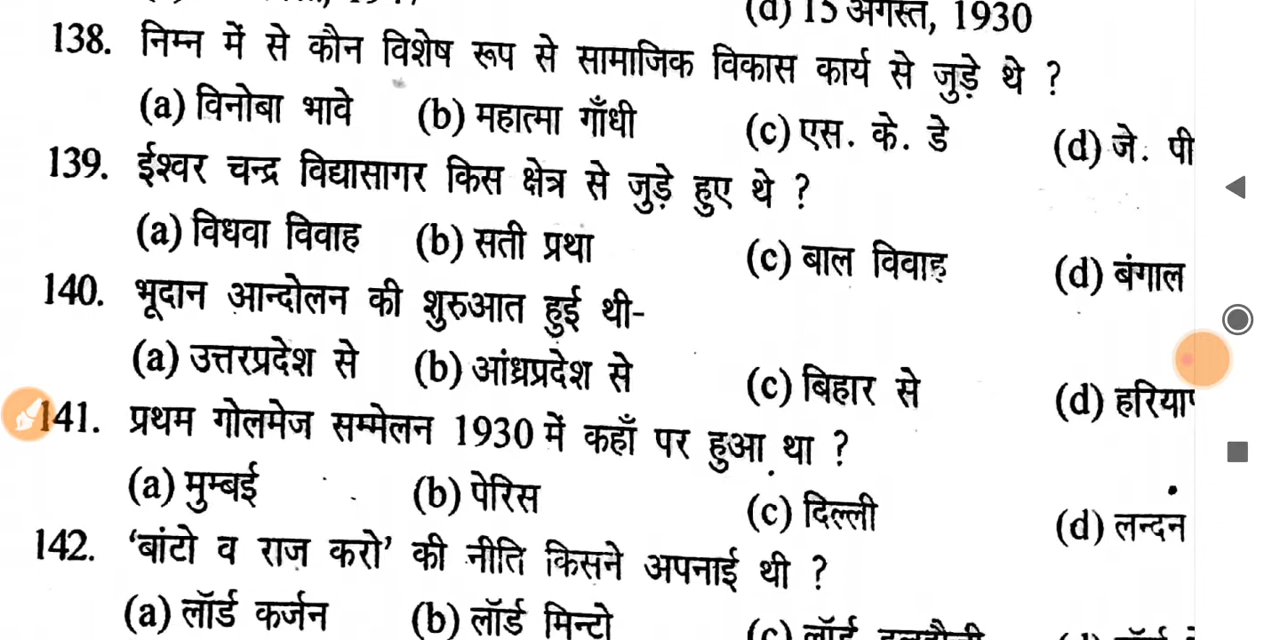 (d) 15 अगस्त, 1930
138. निम्न में से कौन विशेष रूप से सामाजिक विकास कार्य से जुड़े थे ?
(a) विनोबा भावे (b) महात्मा गाँधी (c) एस. के. डे (d) जे. पी
139. ईश्वर चन्द्र विद्यासागर किस क्षेत्र से जुड़े हुए थे ?
(a) विधवा विवाह (b) सती प्रथा (c) बाल विवाह (d) बंगाल
140. भूदान आन्दोलन की शुरुआत हुई थी-
(a) उत्तरप्रदेश से (b) आंध्रप्रदेश से (c) बिहार से (d)
141. प्रथम गोलमेज सम्मेलन 1930 में कहाँ पर हुआ था ?
(a) मुम्बई (b) पेरिस (c) दिल्ली (d) लन्दन
142. ‘बांटो व राज़ करो’ की नीति किसने अपनाई थी ?
(a) लॉर्ड कर्जन (b) लॉर्ड मिन्टो (c) लॉर्ड